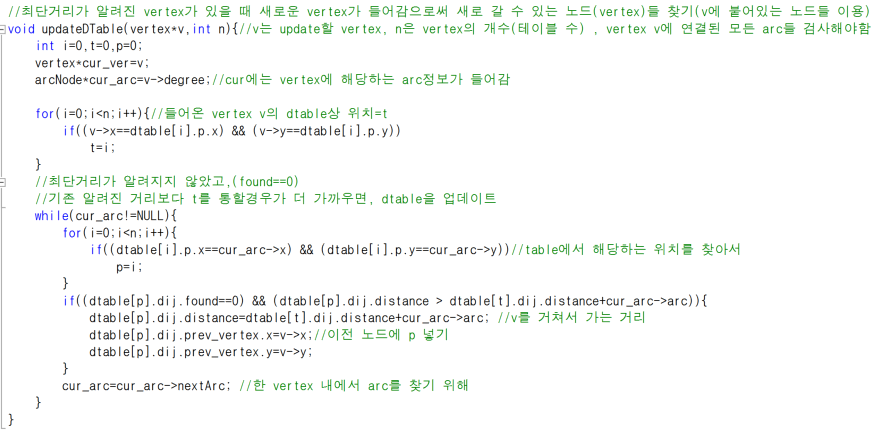 //최단거리가 알려진 vertex가 있을 때 새로운 vertex가 들어감으로써 새로 갈 수 있는 노드(vertex)들 찾기(v에 붙어있는 노드들 이용)
void updateDTable(vertex*v,int n){//v는 update할 vertex, n은 vertex의 개수(테이블 수) , vertex v에 연결된 모든 arc들 검사해야함
int i=0,t=0,p=0;
vertex*cur_ver=v;
arcNode*cur_arc=v->degree;//cur에는 vertex에 해당하는 arc정보가 들어감
for(i=0;i<n;i++){//들어온 vertex v의 dtable상 위치=t
if((v->x==dtable[i].p.x) && (v->y==dtable[i].p.y))
t=i;
}
//최단거리가 알려지지 않았고,(found==0)
//기존 알려진 거리보다 t를 통할경우가 더 가까우면, dtable을 업데이트
while(cur_arc!=NULL){
for(i=0;i<n;i++){
if((dtable[i].p.x==cur_arc->x) && (dtable[i].p.y==cur_arc->y))//table에서 해당하는 위치를 찾아서
p=i;
}
if((dtable[p].dij.found==0) && (dtable[p].dij.distance > dtable[t].dij.distance+cur_arc->arc)){
dtable[p].dij.distance=dtable[t].dij.distance+cur_arc->arc; //v를 거쳐서 가는 거리
dtable[p].dij.prev_vertex.x=v->x;//이전 노드에 p 넣기
dtable[p].dij.prev_vertex.y=v->y;
}
cur_arc=cur_arc->nextArc; //한 vertex 내에서 arc를 찾기 위해
}
}